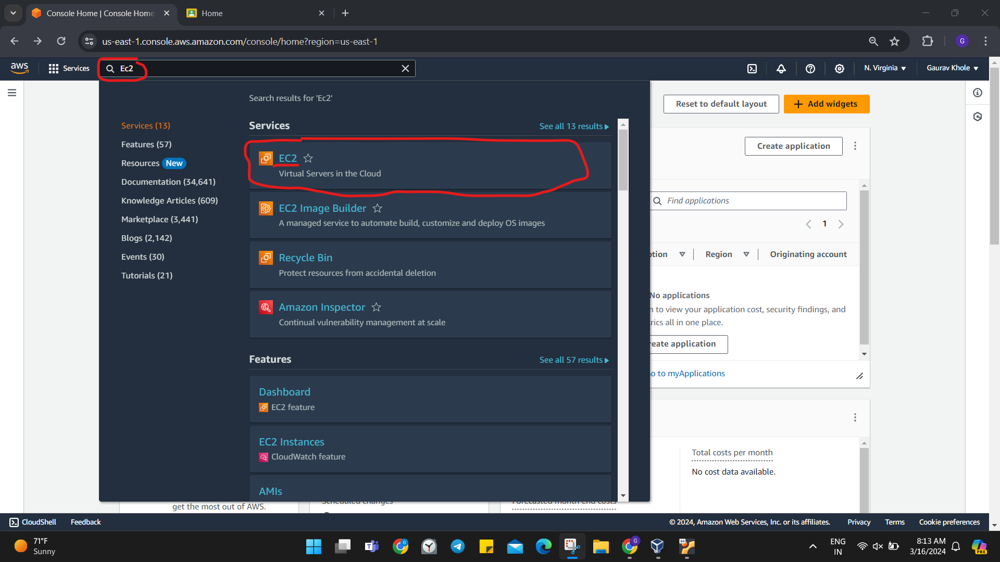 Console Home | Console Home
Home
us-east-1.console.aws.amazon.com/console/home?region=us-east-1
G
aws
Services
Ec2
N. Virginia
Gaurav Khole
Search results for 'Ec2'
Services (13)
Features (57)
Resources New
Documentation (34,641)
Knowledge Articles (609)
Marketplace (3,441)
Blogs (2,142)
Events (30)
Tutorials (21)
Services
See all 13 results
EC2
Virtual Servers in the Cloud
EC2 Image Builder
A managed service to automate build, customize and deploy OS images
Recycle Bin
Protect resources from accidental deletion
Amazon Inspector
Continual vulnerability management at scale
Features
See all 57 results
Dashboard
EC2 feature
EC2 Instances
CloudWatch feature
AMIs
Reset to default layout
Add widgets
Create application
Find applications
1
Region
Originating account
No applications
to view your application cost, security findings, and
all in one place.
application
to myApplications
Total costs per month
No cost data available.
get the most out of AWS.
Scheduled changes
Forecasted month end costs
CloudShell
Feedback
© 2024, Amazon Web Services, Inc. or its affiliates.
Privacy
Terms
Cookie preferences
71°F
Sunny
G
G
64
ENG
IN
8:13 AM
3/16/2024
PRE